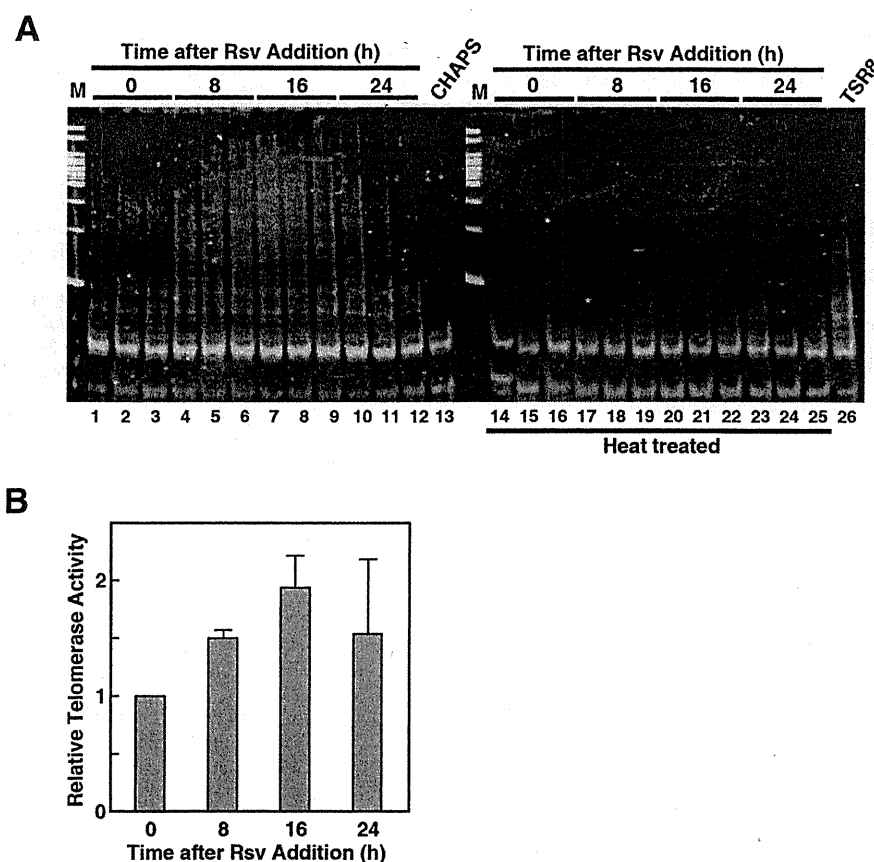 A
Time after Rsv Addition (h)
M 0 8 16 24 CHAPS
Time after Rsv Addition (h)
M 0 8 16 24 TSR8
1 2 3 4 5 6 7 8 9 10 11 12 13
14 15 16 17 18 19 20 21 22 23 24 25 26
Heat treated
B
Relative Telomerase Activity
2
1
0
0 8 16 24
Time after Rsv Addition (h)